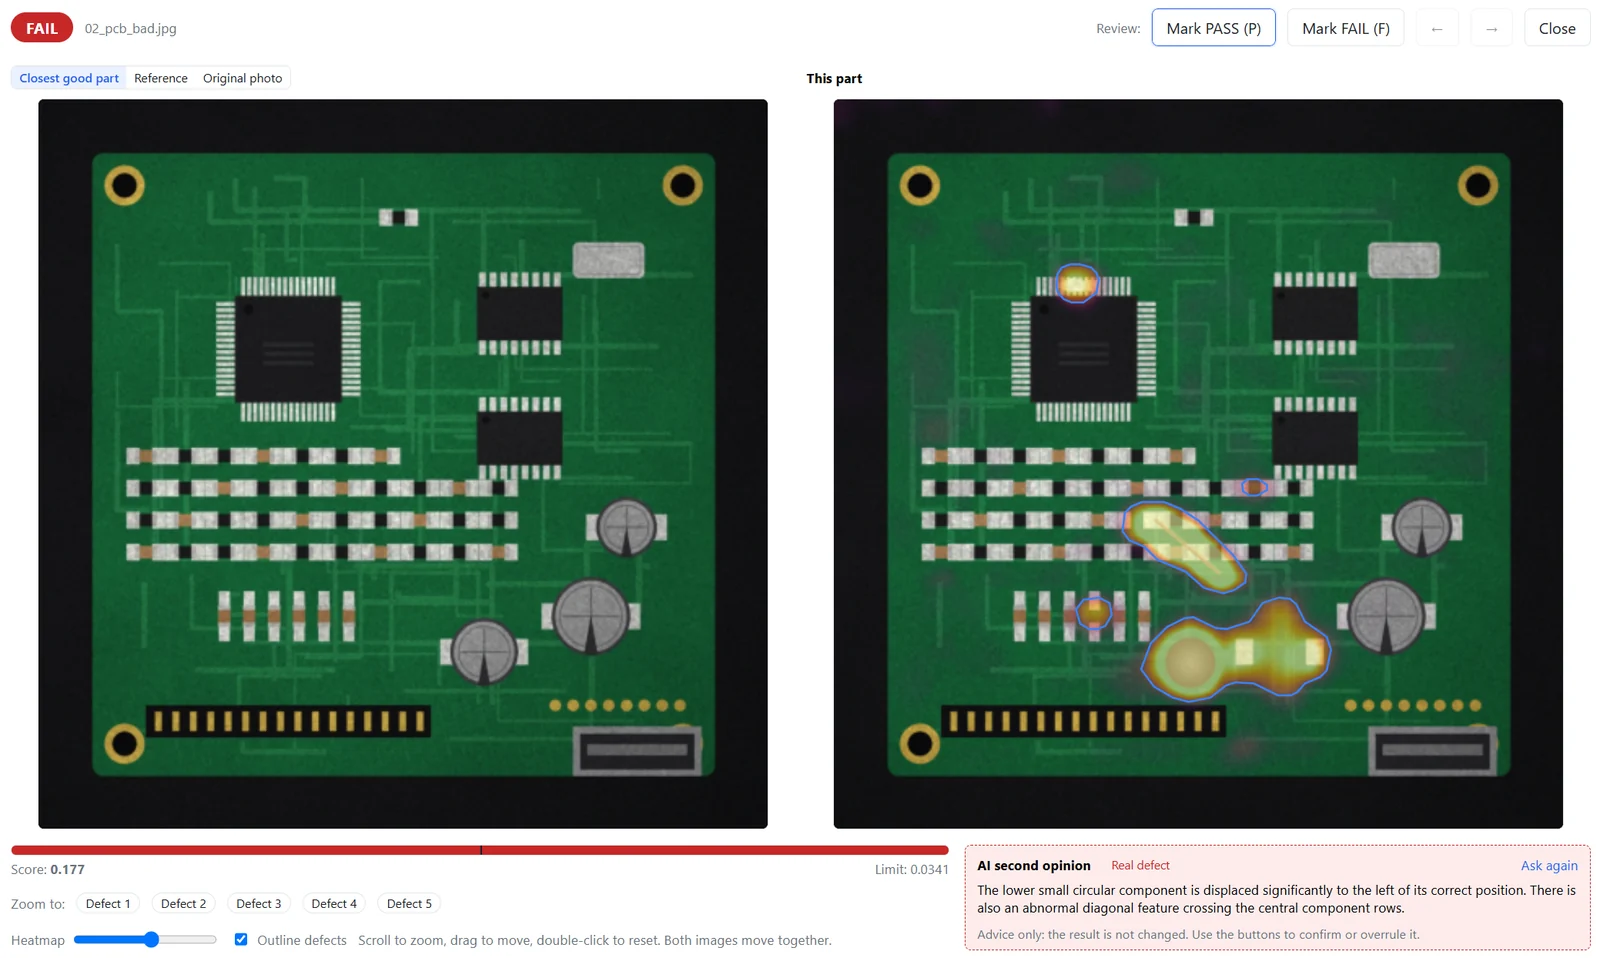 FAIL 02_pcb_bad.jpg Review: Mark PASS (P) Mark FAIL (F) ← → Close
Closest good part Reference Original photo This part
Score: 0.177 Limit: 0.0341
Zoom to: Defect 1 Defect 2 Defect 3 Defect 4 Defect 5
Heatmap Outline defects Scroll to zoom, drag to move, double-click to reset. Both images move together.
AI second opinion Real defect Ask again
The lower small circular component is displaced significantly to the left of its correct position. There is
also an abnormal diagonal feature crossing the central component rows.
Advice only: the result is not changed. Use the buttons to confirm or overrule it.